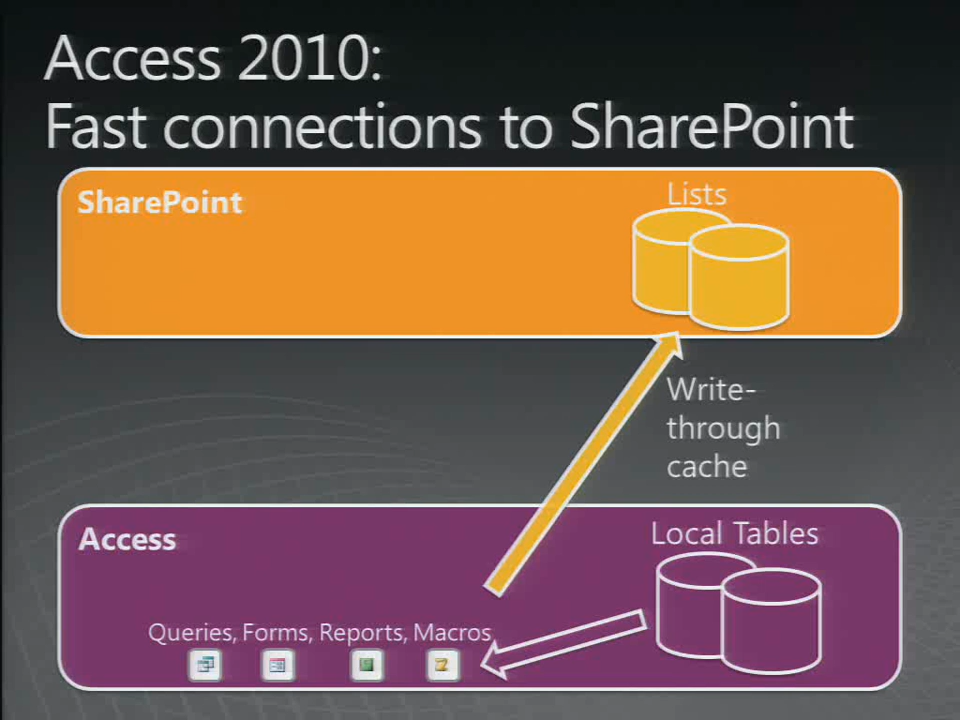 Access 2010:
Fast connections to SharePoint
SharePoint
Lists
Write-
through
cache
Access
Local Tables
Queries, Forms, Reports, Macros